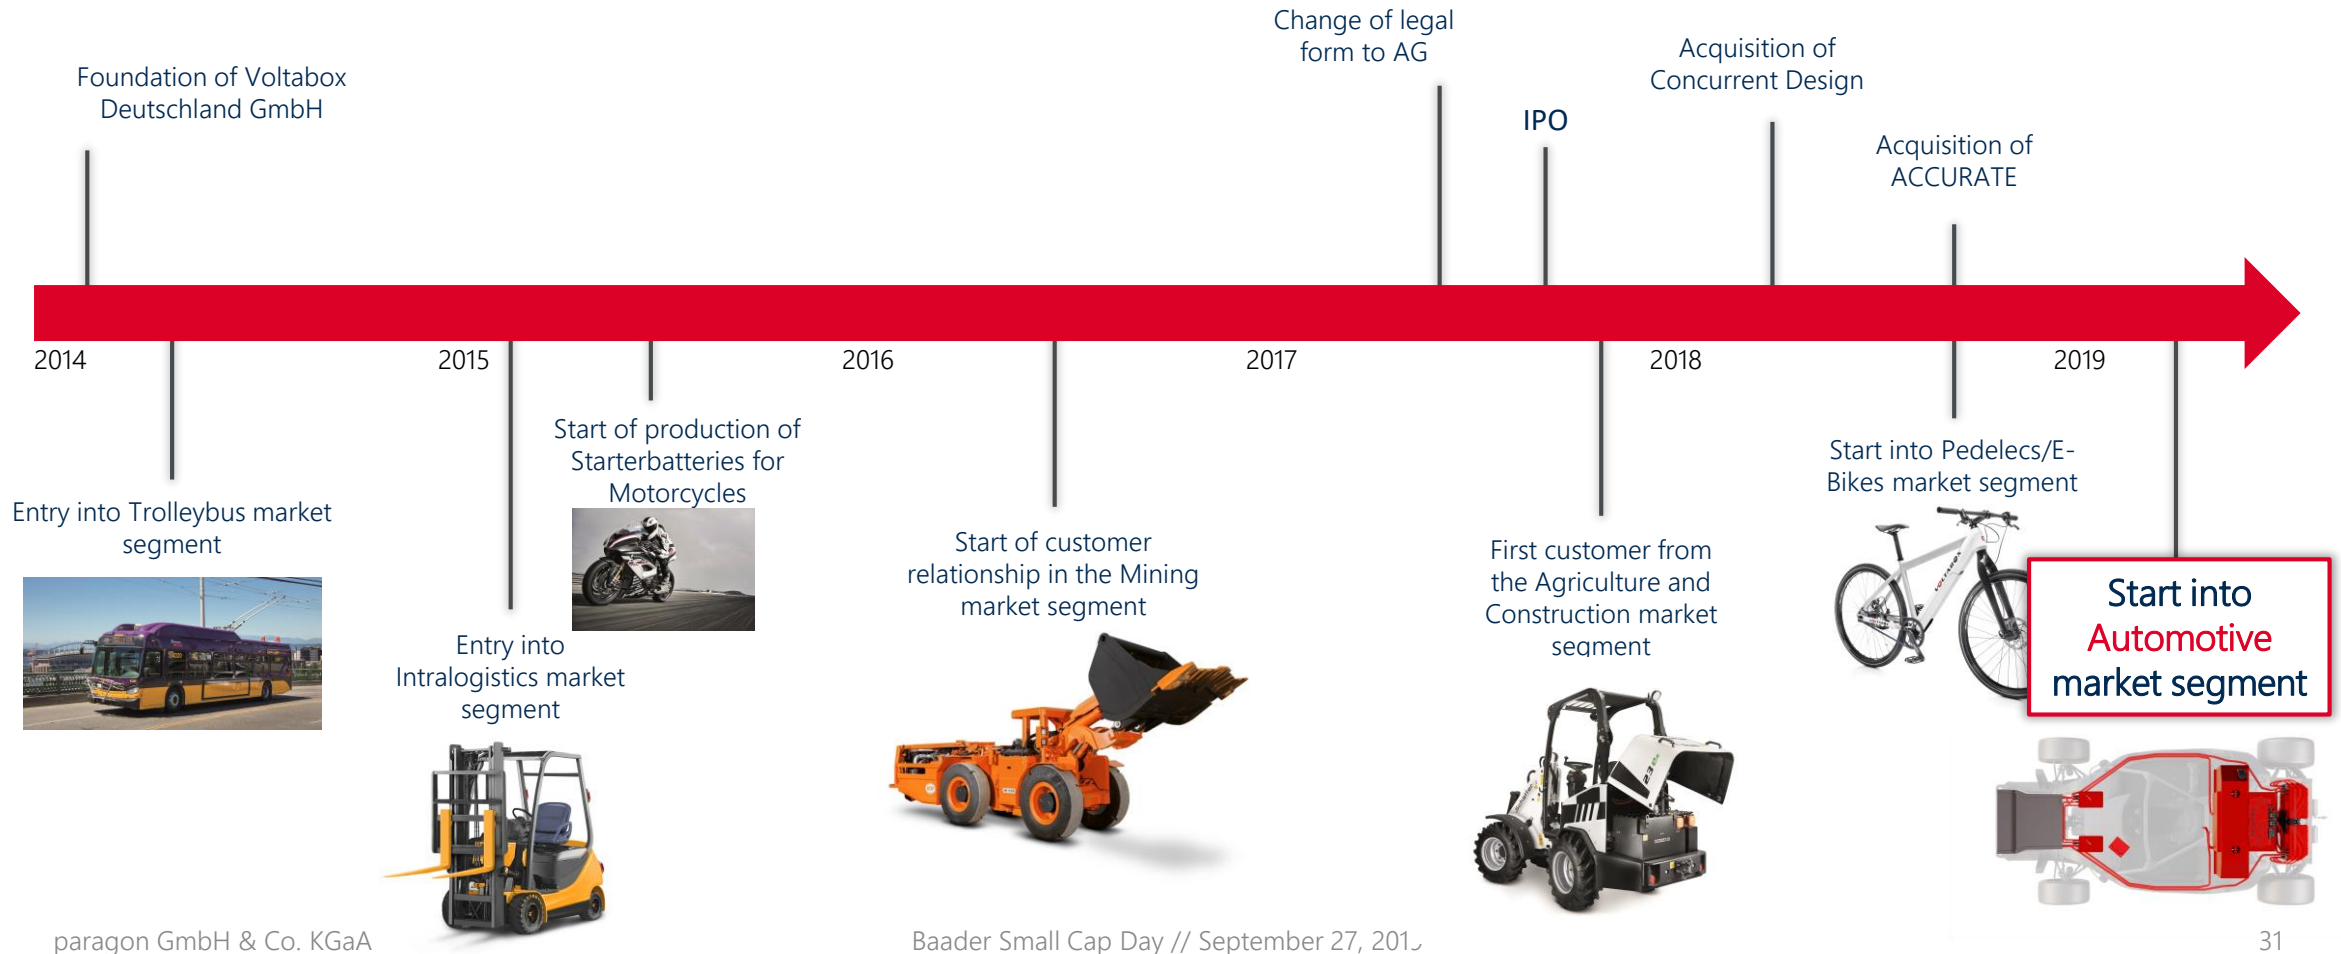 Change of legal
form to AG
Acquisition of
Concurrent Design
Foundation of Voltabox
Deutschland GmbH
IPO
Acquisition of
ACCURATE
2014
2015
2016
2017
2018
2019
Start of production of
Starterbatteries for
Motorcycles
Start into Pedelecs/E-
Bikes market segment
Entry into Trolleybus market
segment
Start of customer
relationship in the Mining
market segment
First customer from
the Agriculture and
Construction market
segment
Start into
Automotive
market segment
Entry into
Intralogistics market
segment
paragon GmbH & Co. KGaA
Baader Small Cap Day // September 27,
31